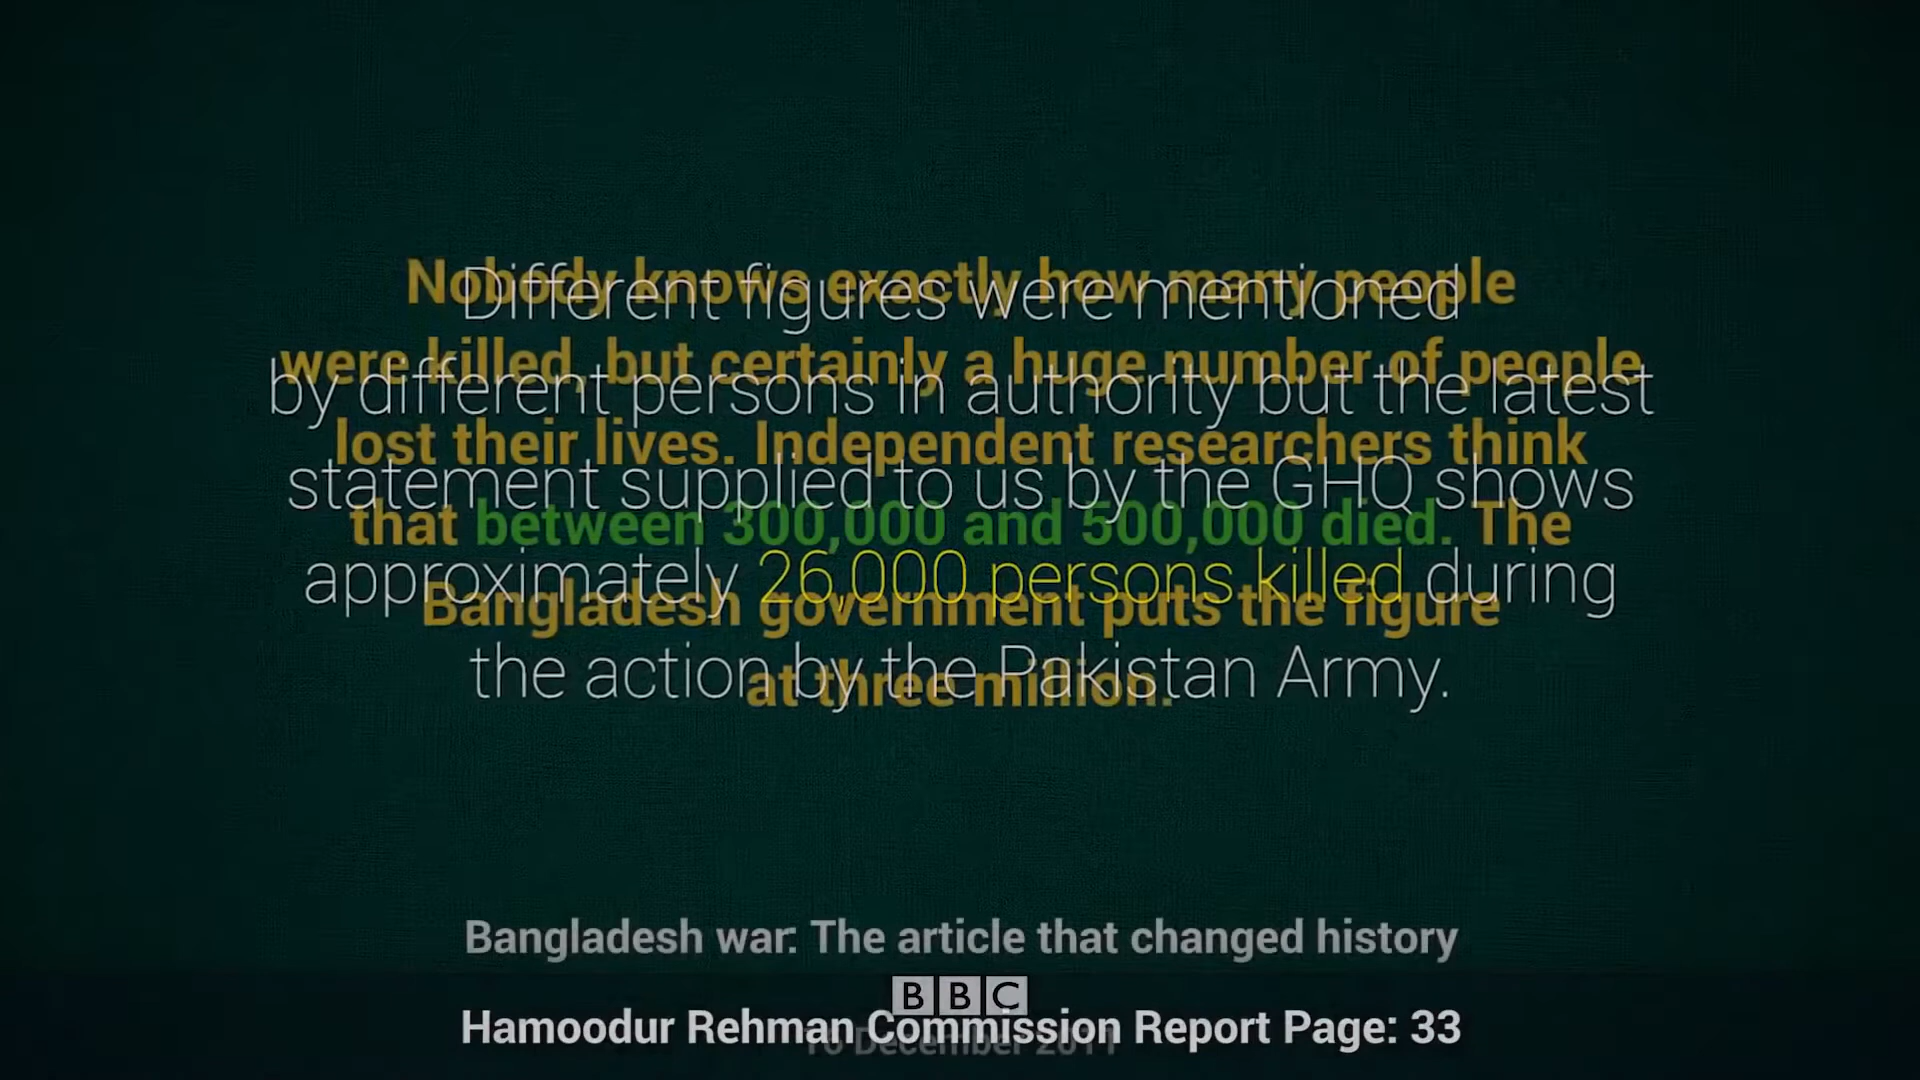 Nobody knows exactly how many people
were killed, but certainly a huge number of people
lost their lives. Independent researchers think
that between 300,000 and 500,000 died. The
Bangladesh government puts the figure
at three million.
Different figures were mentioned
by different persons in authority but the latest
statement supplied to us by the GHQ shows
approximately 26,000 persons killed during
the action by the Pakistan Army.
Bangladesh war: The article that changed history
BBC
16 December 2011
Hamoodur Rehman Commission Report Page: 33